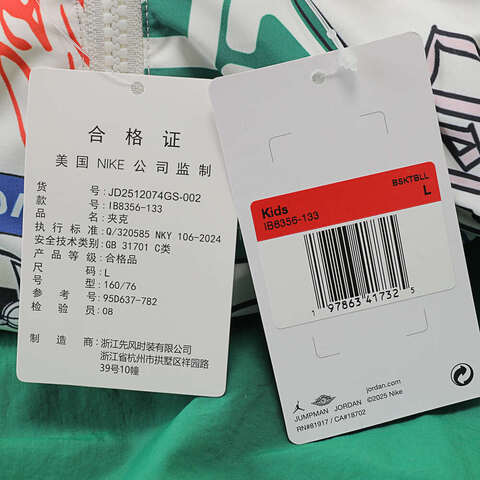 合格证
美国 NIKE 公司监制
货号: JD2512074GS-002
款号: IB8356-133
品名: 夹克
执行标准: Q/320585 NKY 106-2024
安全技术类别: GB 31701 C类
产品等级: 合格品
尺码: L
号型: 160/76
参考号: 95D637-782
检验员: 08
制造商: 浙江先风时装有限公司
浙江省杭州市拱墅区祥园路
39号10幢
BSKTBLL
Kids
L
IB8356-133
1 97863 41732 5
jordan.com
©2025 Nike
JUMPMAN JORDAN
RN#81917 / CA#18702